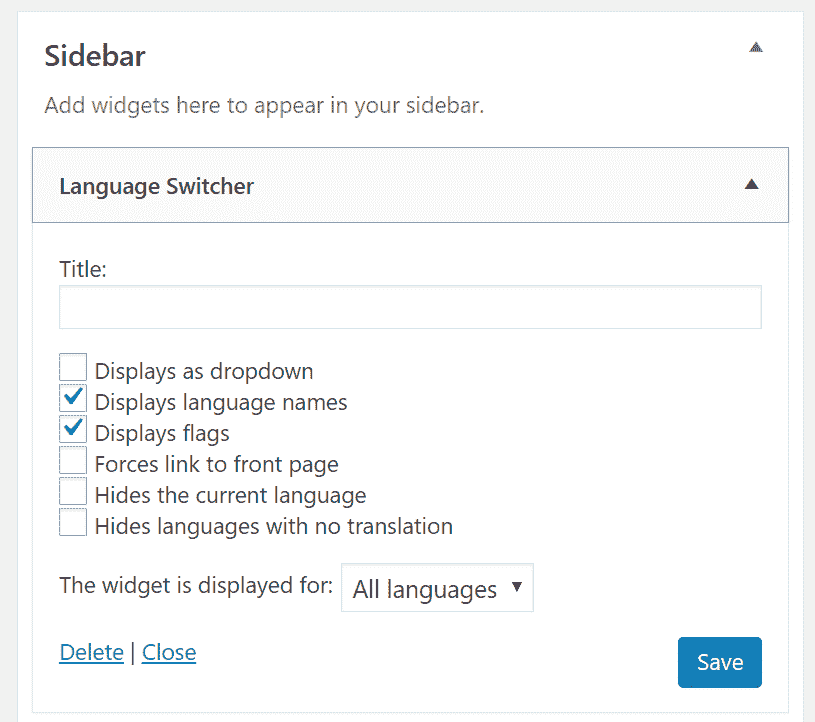 Sidebar
Add widgets here to appear in your sidebar.
Language Switcher
Title:
Displays as dropdown
Displays language names
Displays flags
Forces link to front page
Hides the current language
Hides languages with no translation
The widget is displayed for: All languages
Delete | Close
Save